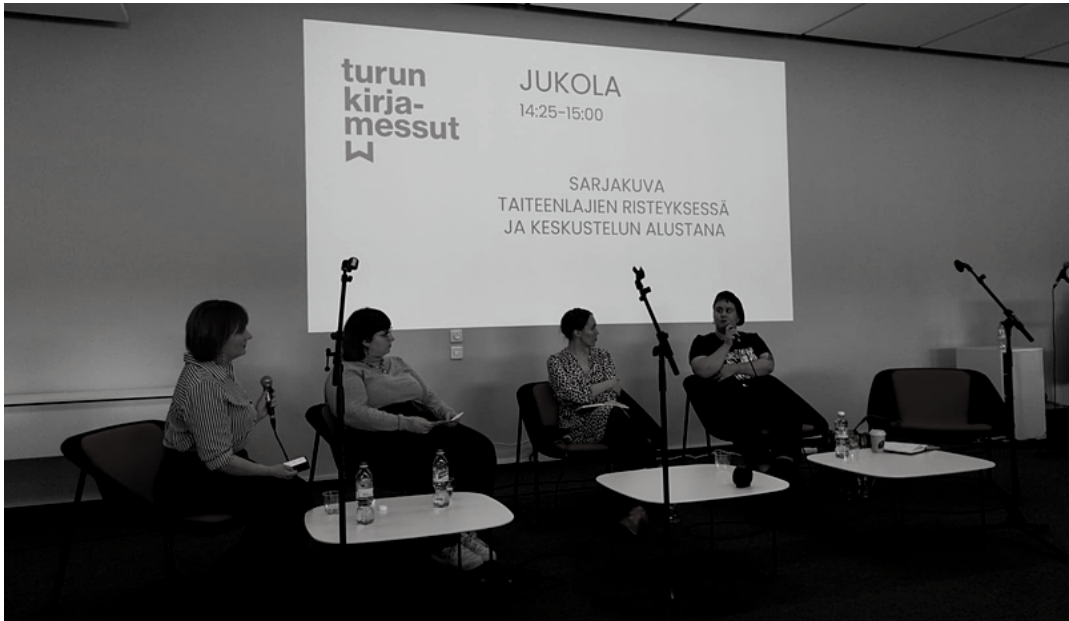 turun
kirja-
messut
JUKOLA
14:25-15:00
SARJAKUVA
TAITEENLAJIEN RISTEYKSESSÄ
JA KESKUSTELUN ALUSTANA